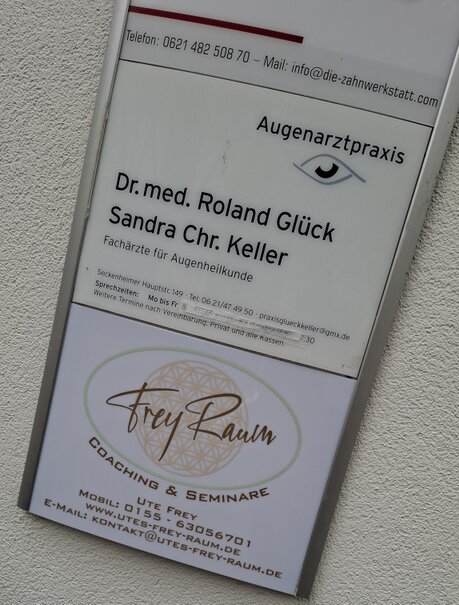 Telefon: 0621 482 508 70 – Mail: info@die-zahnwerkstatt.com
Augenarztpraxis
Dr. med. Roland Glück
Sandra Chr. Keller
Fachärzte für Augenheilkunde
Seckenheimer Hauptstr. 149 · Tel: 06 21/47 49 50 · praxisglueckkeller@gmx.de
Sprechzeiten: Mo bis Fr 30
Weitere Termine nach Vereinbarung. Privat und alle Kassen.
Frey Raum
Coaching & Seminare
Ute Frey
Mobil: 0155 - 63056701
www.utes-frey-raum.de
E-Mail: kontakt@utes-frey-raum.de